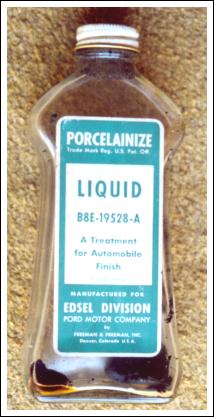 PORCELAINIZE
Trade Mark Reg. U.S. Pat. Off.
LIQUID
B8E-19528-A
A Treatment
for Automobile
Finish
MANUFACTURED FOR
EDSEL DIVISION
FORD MOTOR COMPANY
by
FREEMAN & FREEMAN, INC.
Denver, Colorado U.S.A.